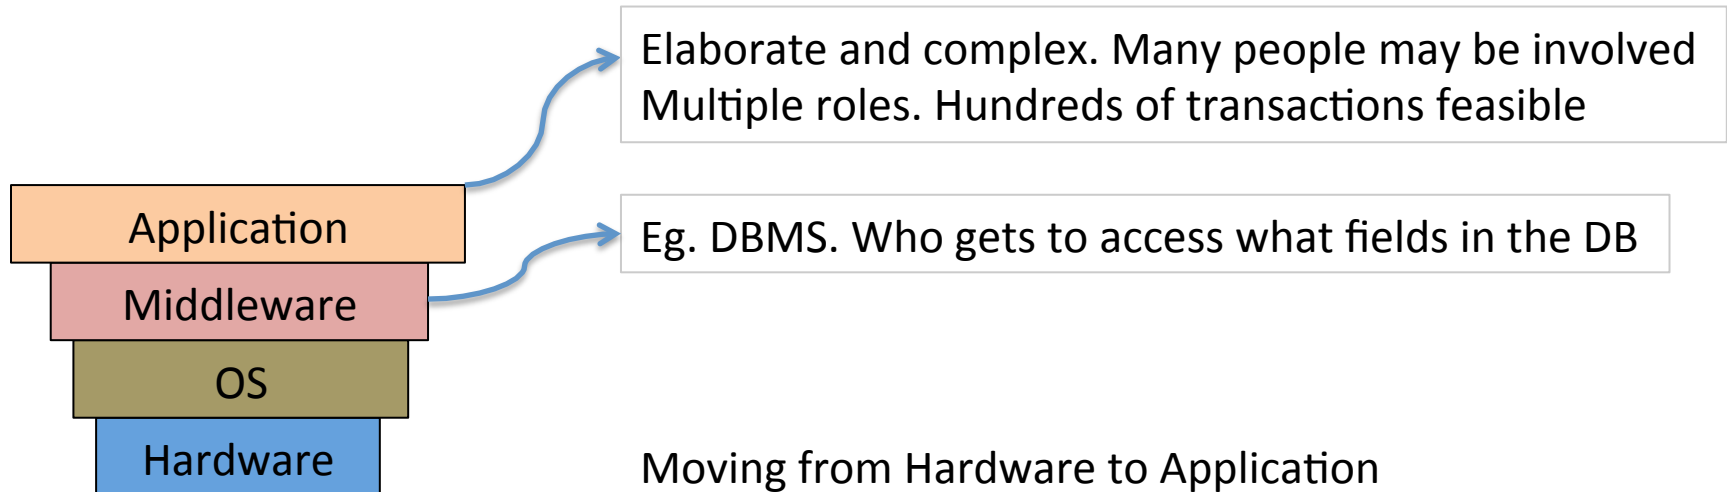 Elaborate and complex. Many people may be involved
Multiple roles. Hundreds of transactions feasible
Application
Eg. DBMS. Who gets to access what fields in the DB
Middleware
OS
Hardware
Moving from Hardware to Application